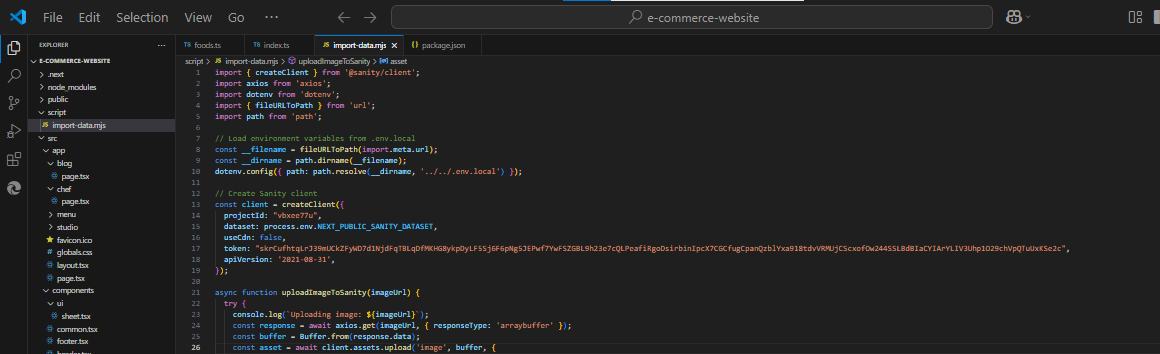 File Edit Selection View Go ···
e-commerce-website
EXPLORER ···
E-COMMERCE-WEBSITE
.next
node_modules
public
script
import-data.mjs
src
app
blog
page.tsx
chef
page.tsx
menu
studio
favicon.ico
globals.css
layout.tsx
page.tsx
components
ui
sheet.tsx
common.tsx
footer.tsx
header.tsx
TS foods.ts TS index.ts JS import-data.mjs × {} package.json
script > JS import-data.mjs > uploadImageToSanity > asset
1 import { createClient } from '@sanity/client';
2 import axios from 'axios';
3 import dotenv from 'dotenv';
4 import { fileURLToPath } from 'url';
5 import path from 'path';
6
7 // Load environment variables from .env.local
8 const __filename = fileURLToPath(import.meta.url);
9 const __dirname = path.dirname(__filename);
10 dotenv.config({ path: path.resolve(__dirname, '../../.env.local') });
11
12 // Create Sanity client
13 const client = createClient({
14 projectId: "vbxee77u",
15 dataset: process.env.NEXT_PUBLIC_SANITY_DATASET,
16 useCdn: false,
17 token:
18 apiVersion: '2021-08-31',
19 });
20
21 async function uploadImageToSanity(imageUrl) {
22 try {
23 console.log(`Uploading image: ${imageUrl}`);
24 const response = await axios.get(imageUrl, { responseType: 'arraybuffer' });
25 const buffer = Buffer.from(response.data);
26 const asset = await client.assets.upload('image', buffer, {